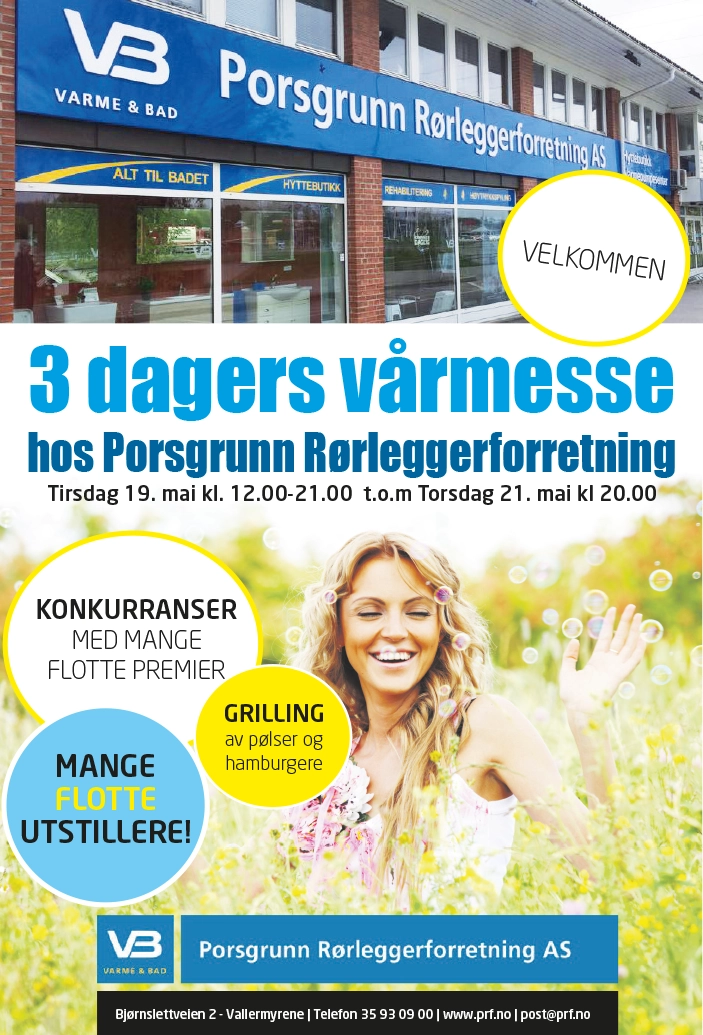 VB
VARME & BAD
Porsgrunn Rørleggerforretning AS
Hyttebutikk
ALT TIL BADET
HYTTEBUTIKK
REHABILITERING
HØYTRYKKSPYLING
VB
VELKOMMEN
3 dagers vårmesse
hos Porsgrunn Rørleggerforretning
Tirsdag 19. mai kl. 12.00-21.00 t.o.m Torsdag 21. mai kl 20.00
KONKURRANSER
MED MANGE
FLOTTE PREMIER
GRILLING
av pølser og
hamburgere
MANGE
FLOTTE
UTSTILLERE!
VB
VARME & BAD
Porsgrunn Rørleggerforretning AS
Bjørnslettveien 2 - Vallermyrene | Telefon 35 93 09 00 | www.prf.no | post@prf.no